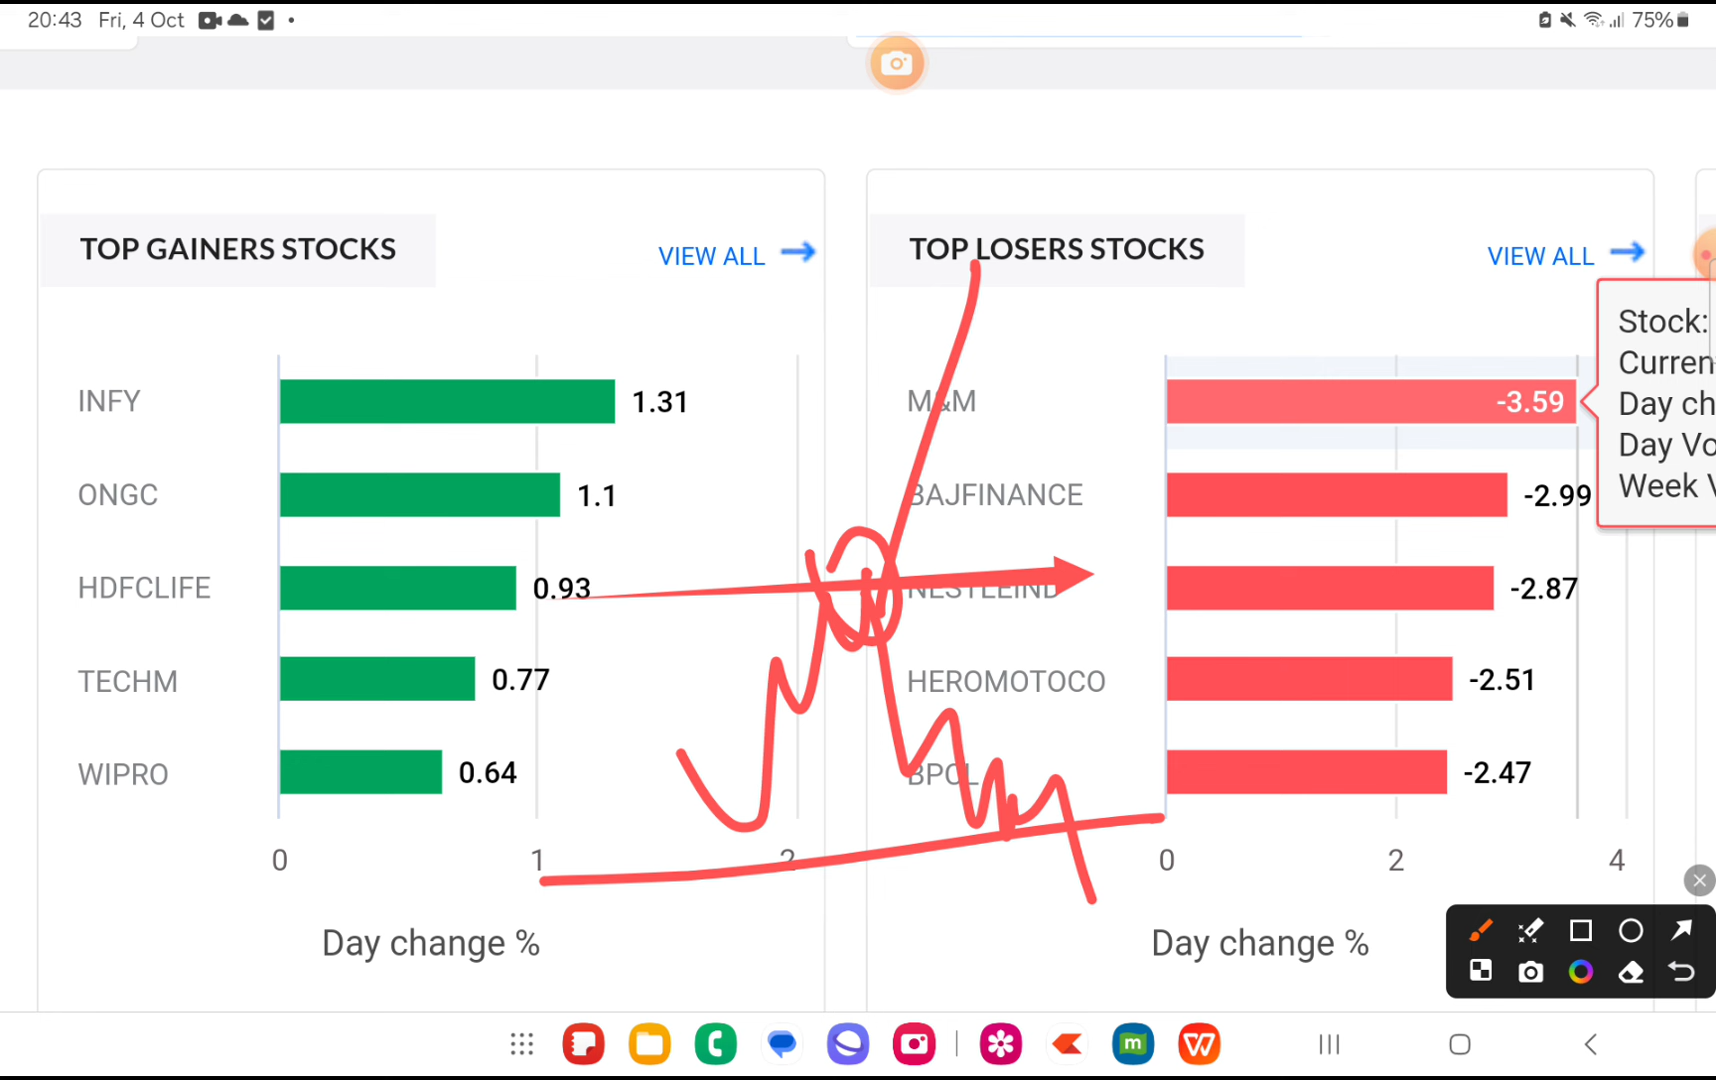 20:43 Fri, 4 Oct
75%
TOP GAINERS STOCKS
VIEW ALL
INFY 1.31
ONGC 1.1
HDFCLIFE 0.93
TECHM 0.77
WIPRO 0.64
0 1 2
Day change %
TOP LOSERS STOCKS
VIEW ALL
M&M -3.59
BAJFINANCE -2.99
NESTLEIND -2.87
HEROMOTOCO -2.51
BPCL -2.47
0 2 4
Day change %
Stock:
Curren
Day ch
Day Vo
Week V
m